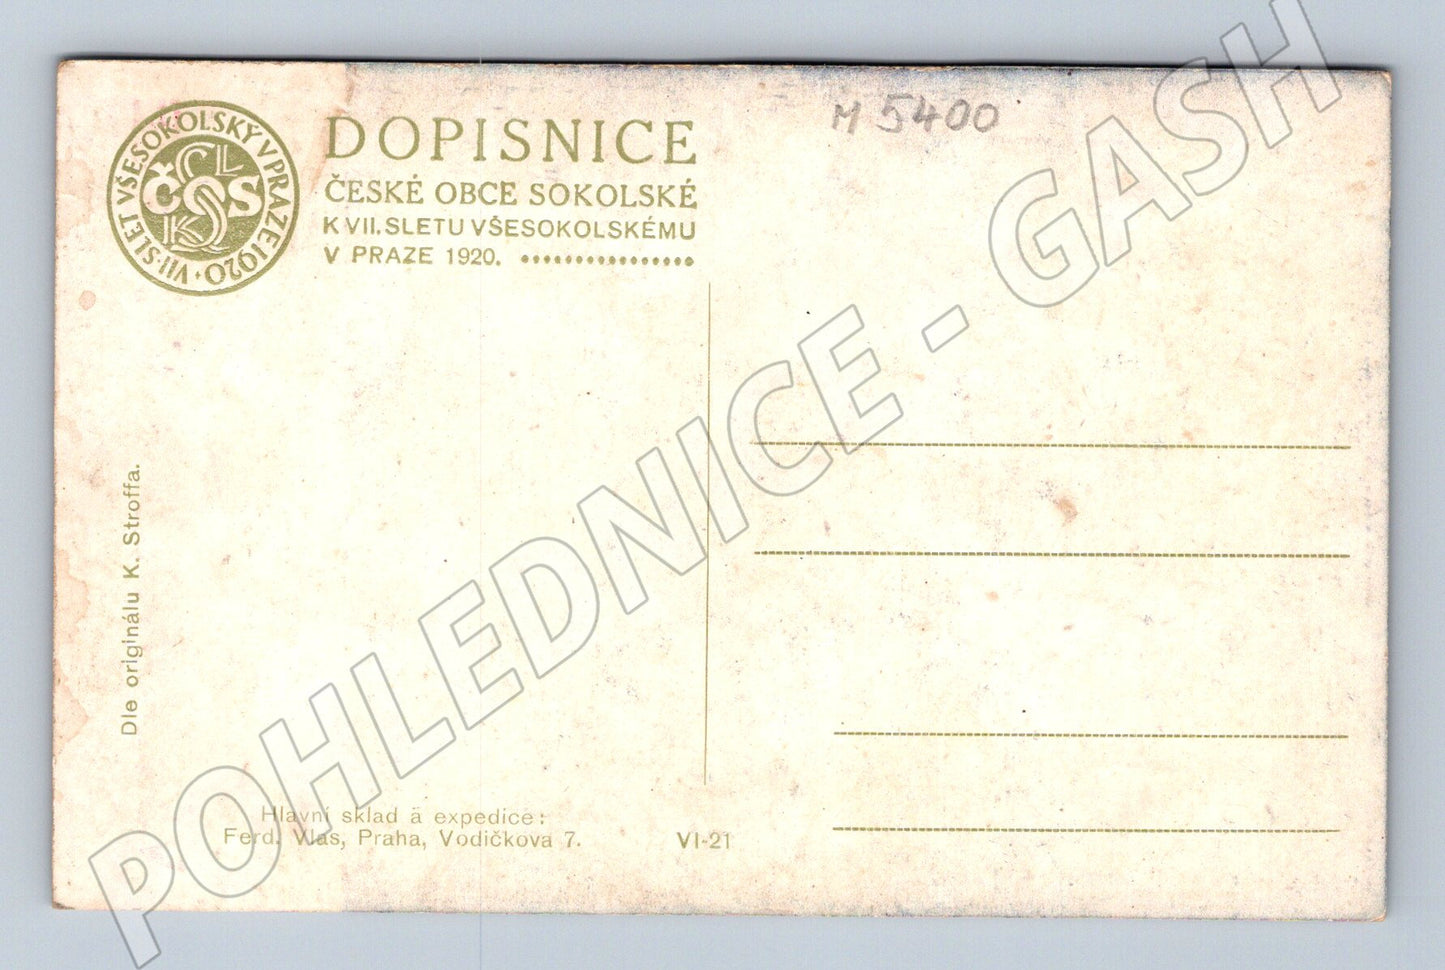 VII. SLET VŠESOKOLSKÝ V PRAZE 1920.
ČOS
DOPISNICE
ČESKÉ OBCE SOKOLSKÉ
K VII. SLETU VŠESOKOLSKÉMU
V PRAZE 1920. ................
M 5400
Dle originálu K. Stroffa.
Hlavní sklad a expedice:
Ferd. Vlas, Praha, Vodičkova 7.
VI-21
POHLEDNICE - GASH